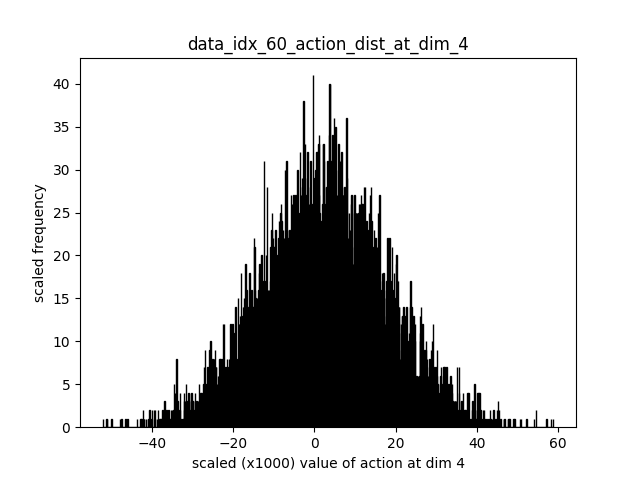 data_idx_60_action_dist_at_dim_4
40
35
30
25
20
15
10
5
0
scaled frequency
−40 −20 0 20 40 60
scaled (x1000) value of action at dim 4